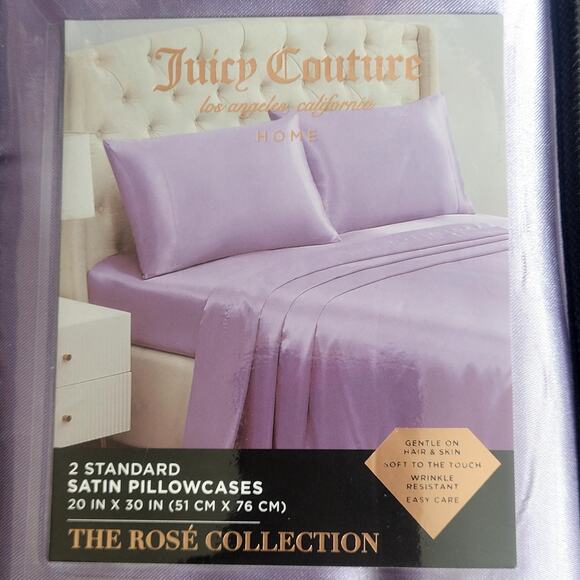 Juicy Couture
los angeles, california
HOME
2 STANDARD
SATIN PILLOWCASES
20 IN X 30 IN (51 CM X 76 CM)
THE ROSÉ COLLECTION
GENTLE ON
HAIR & SKIN
SOFT TO THE TOUCH
WRINKLE
RESISTANT
EASY CARE